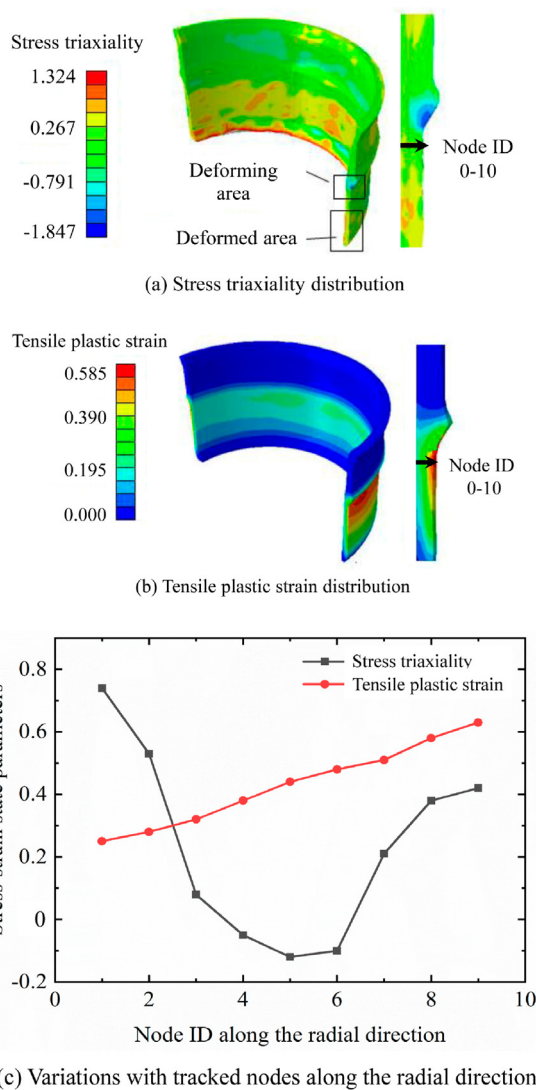 Stress triaxiality
1.324
0.267
-0.791
-1.847
Deforming
area
Deformed area
Node ID
0-10
(a) Stress triaxiality distribution
Tensile plastic strain
0.585
0.390
0.195
0.000
Node ID
0-10
(b) Tensile plastic strain distribution
Stress triaxiality
Tensile plastic strain
0.8
0.6
0.4
0.2
0
-0.2
0
2
4
6
8
10
Stress-strain state parameters
Node ID along the radial direction
(c) Variations with tracked nodes along the radial direction